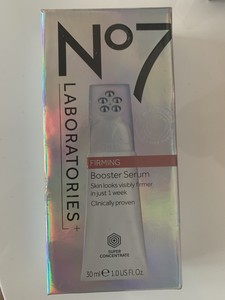 No7
LABORATORIES+
FIRMING
Booster Serum
Skin looks visibly firmer
in just 1 week
Clinically proven
SUPER
CONCENTRATE
30 ml ℮ 1.0 US Fl. Oz.